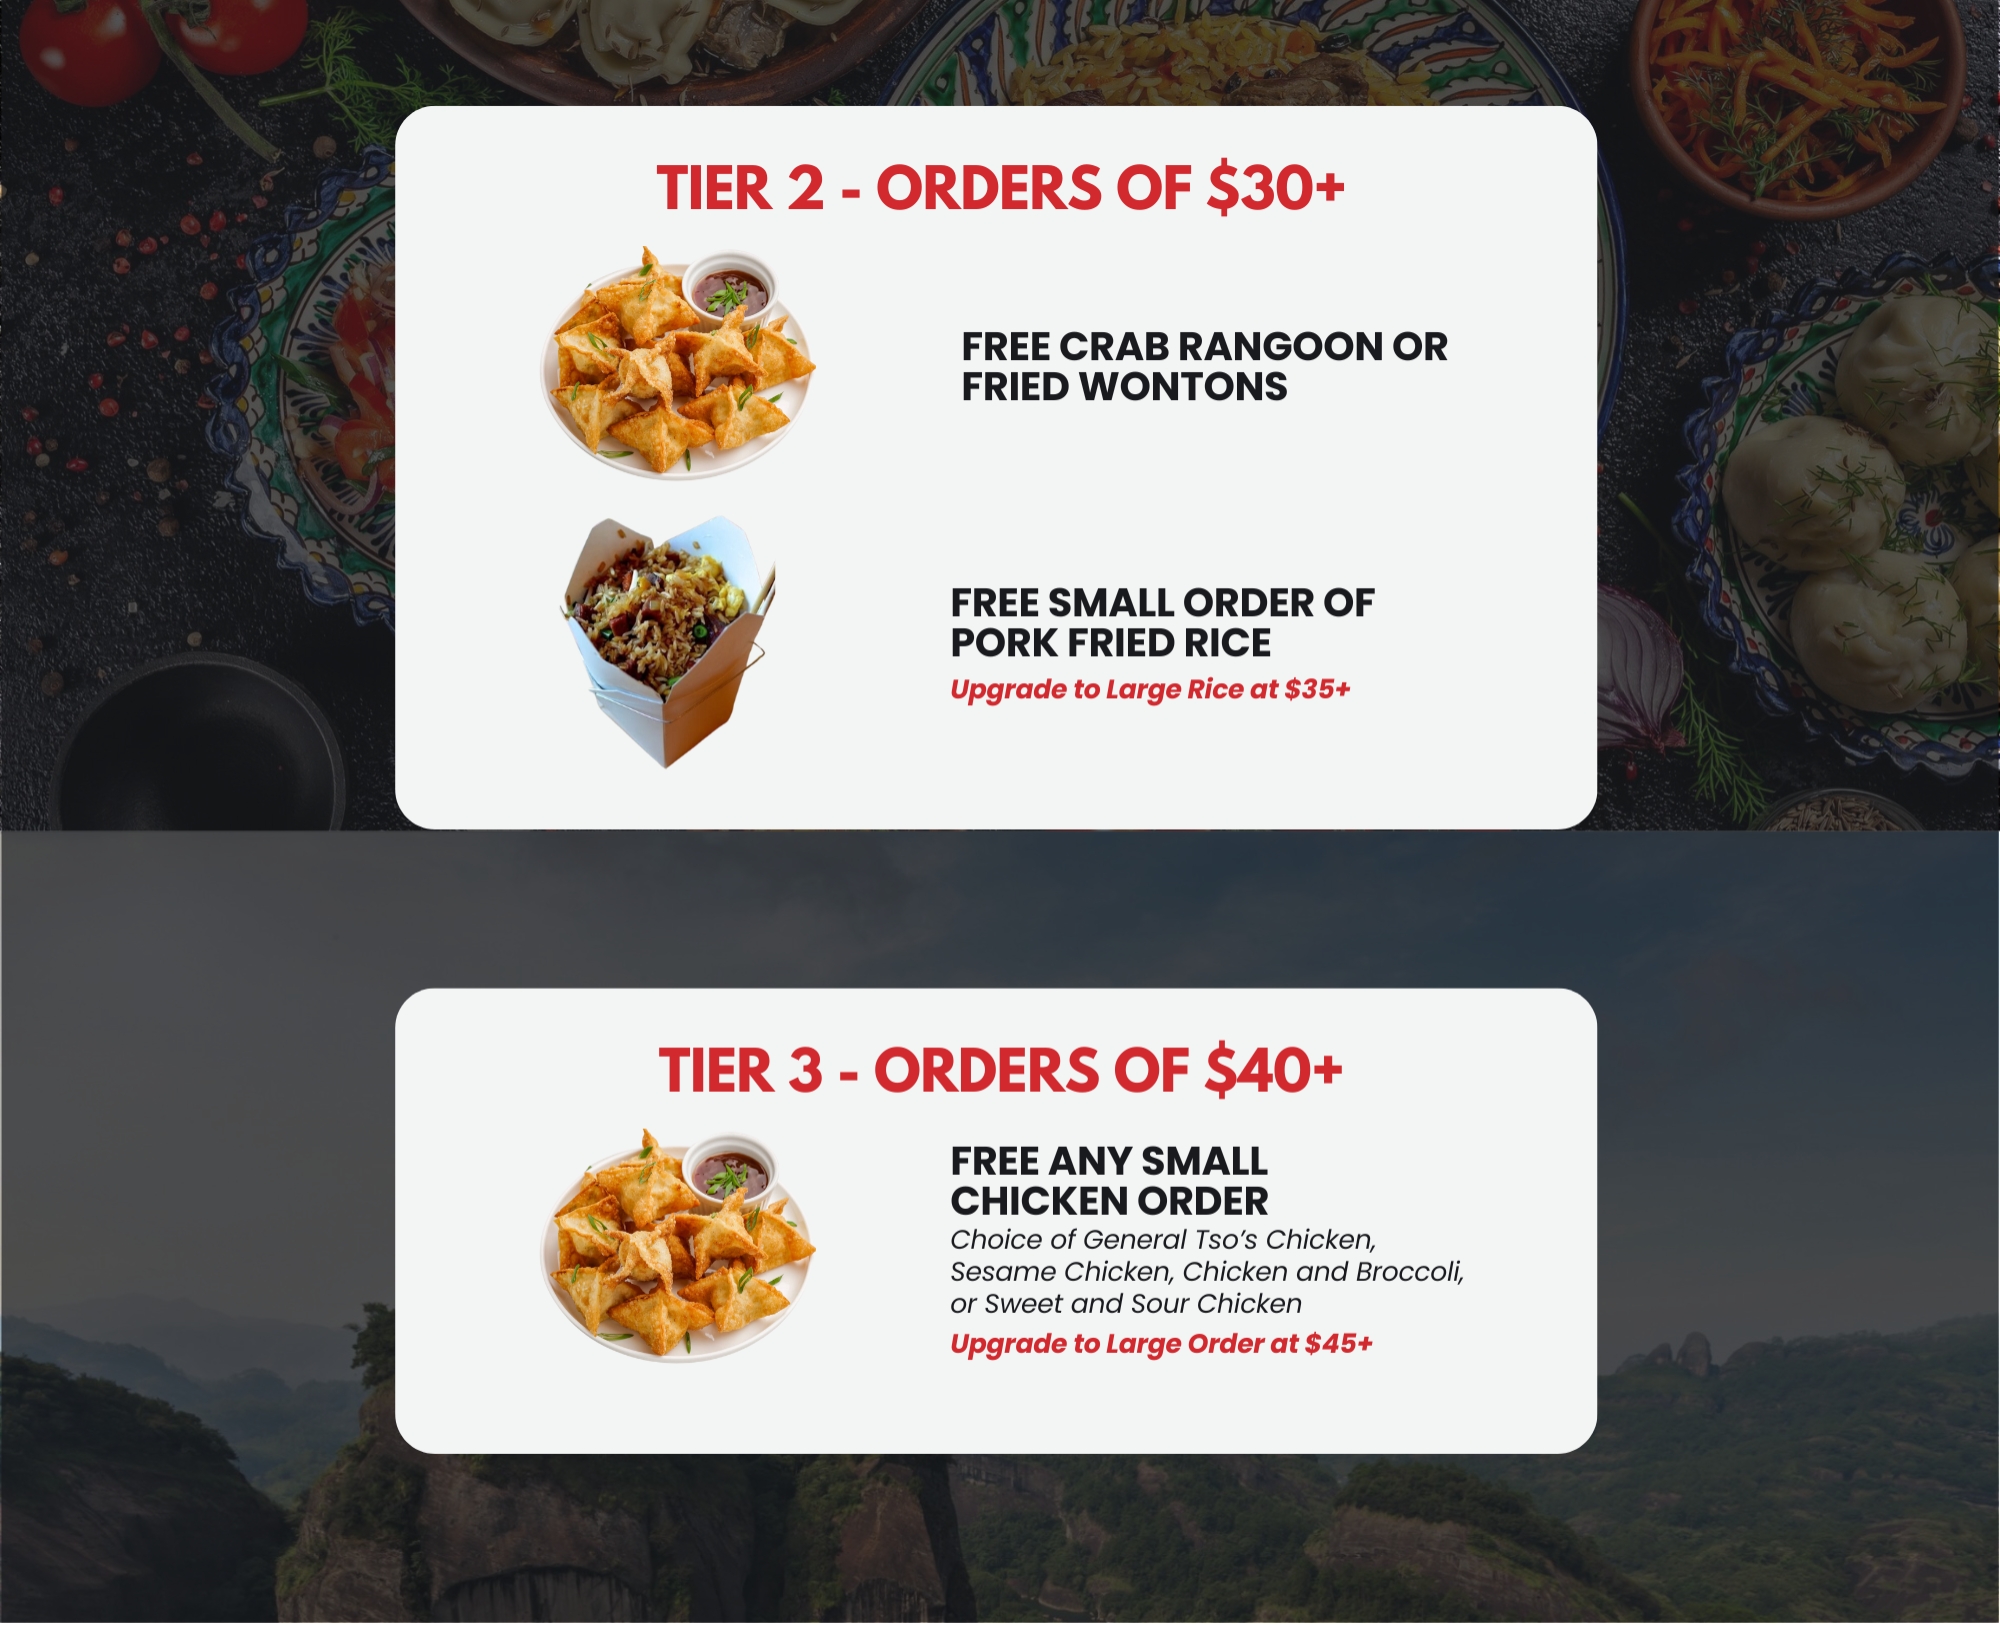 TIER 2 - ORDERS OF $30+
FREE CRAB RANGOON OR
FRIED WONTONS
FREE SMALL ORDER OF
PORK FRIED RICE
Upgrade to Large Rice at $35+
TIER 3 - ORDERS OF $40+
FREE ANY SMALL
CHICKEN ORDER
Choice of General Tso’s Chicken,
Sesame Chicken, Chicken and Broccoli,
or Sweet and Sour Chicken
Upgrade to Large Order at $45+